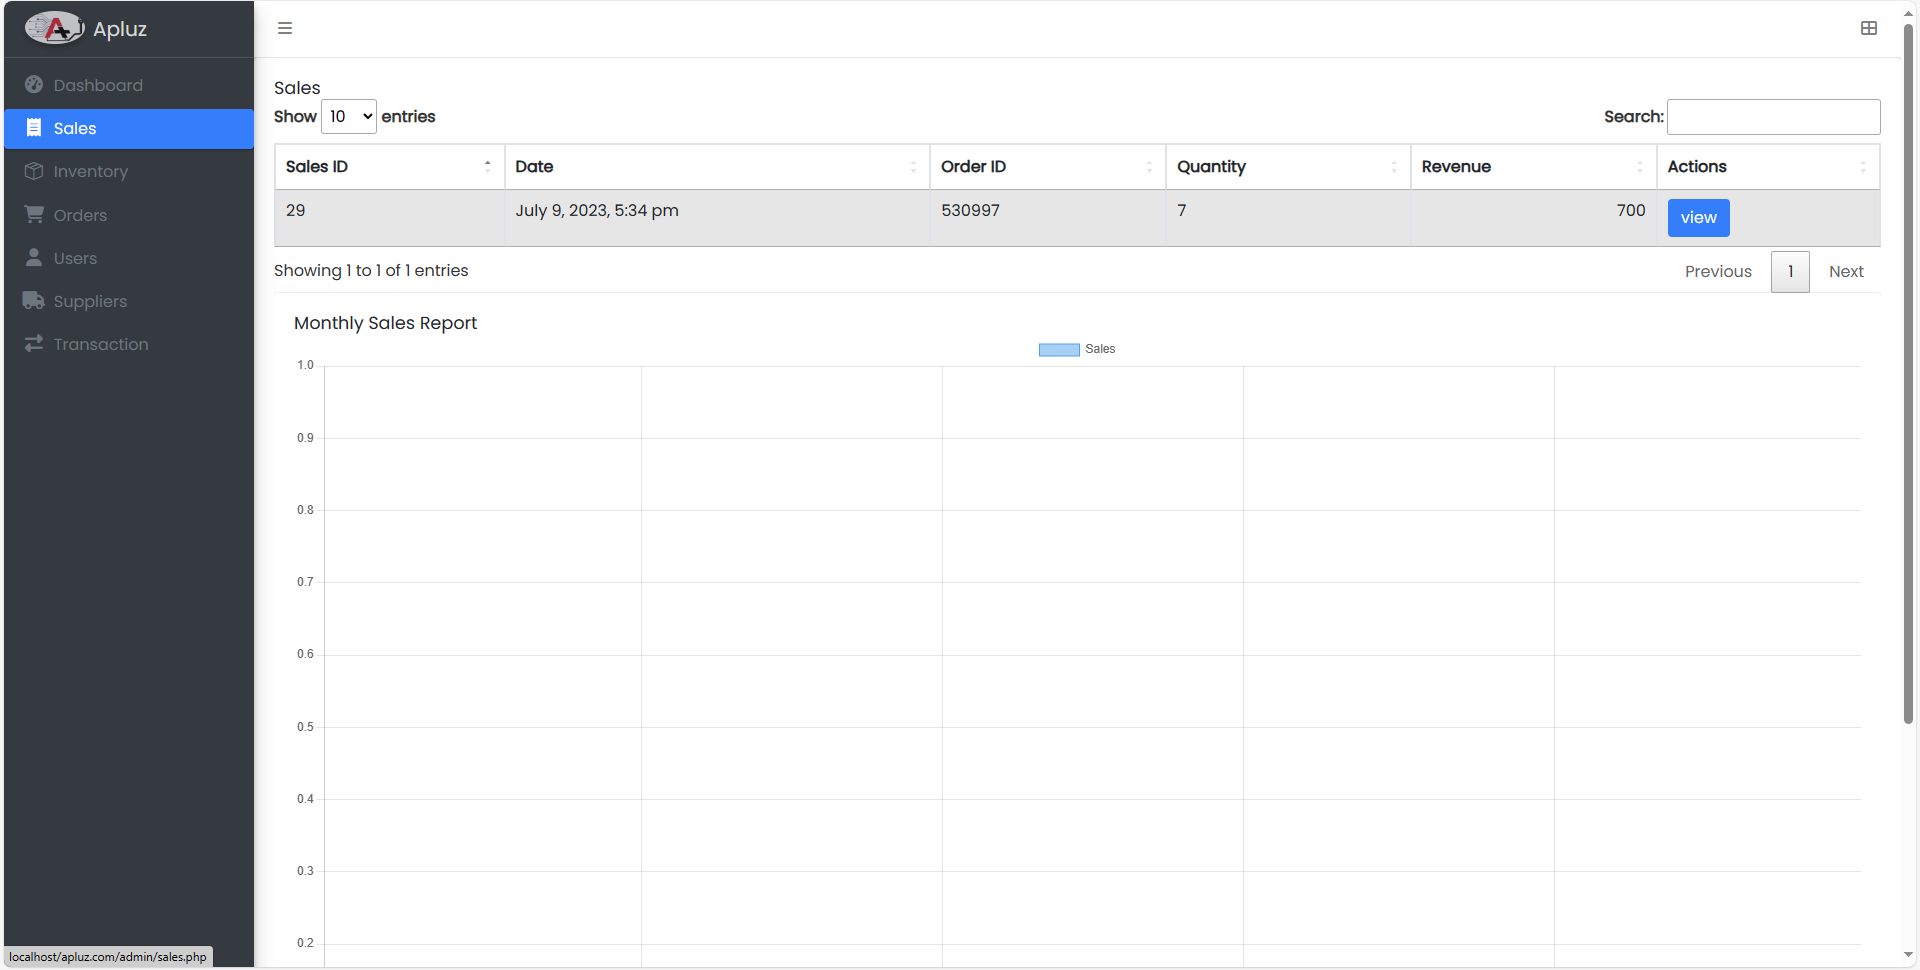 Apluz
Dashboard
Sales
Inventory
Orders
Users
Suppliers
Transaction
Sales
Show 10 entries
Search:
Sales ID Date Order ID Quantity Revenue Actions
29 July 9, 2023, 5:34 pm 530997 7 700 view
Showing 1 to 1 of 1 entries
Previous 1 Next
Monthly Sales Report
Sales
1.0
0.9
0.8
0.7
0.6
0.5
0.4
0.3
0.2
localhost/apluz.com/admin/sales.php